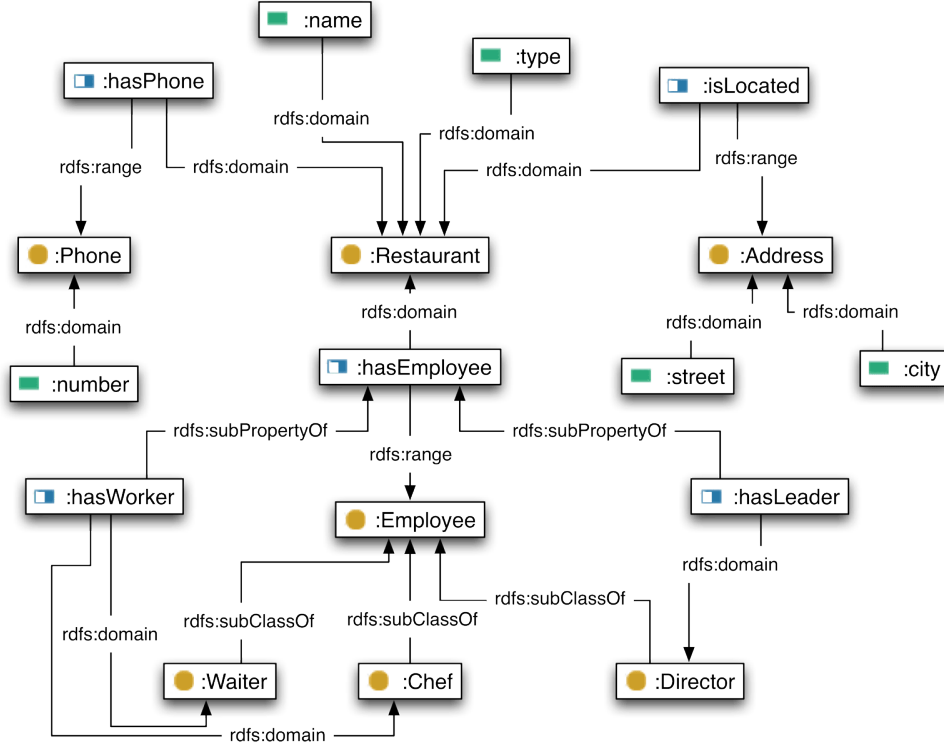 :name
:type
:hasPhone
:isLocated
rdfs:domain
rdfs:domain
rdfs:range
rdfs:domain
rdfs:domain
rdfs:range
:Phone
:Restaurant
:Address
rdfs:domain
rdfs:domain
rdfs:domain
rdfs:domain
:number
:hasEmployee
:street
:city
rdfs:subPropertyOf
rdfs:subPropertyOf
rdfs:range
:hasWorker
:hasLeader
:Employee
rdfs:domain
rdfs:subClassOf
rdfs:subClassOf
rdfs:subClassOf
rdfs:domain
:Waiter
:Chef
:Director
rdfs:domain